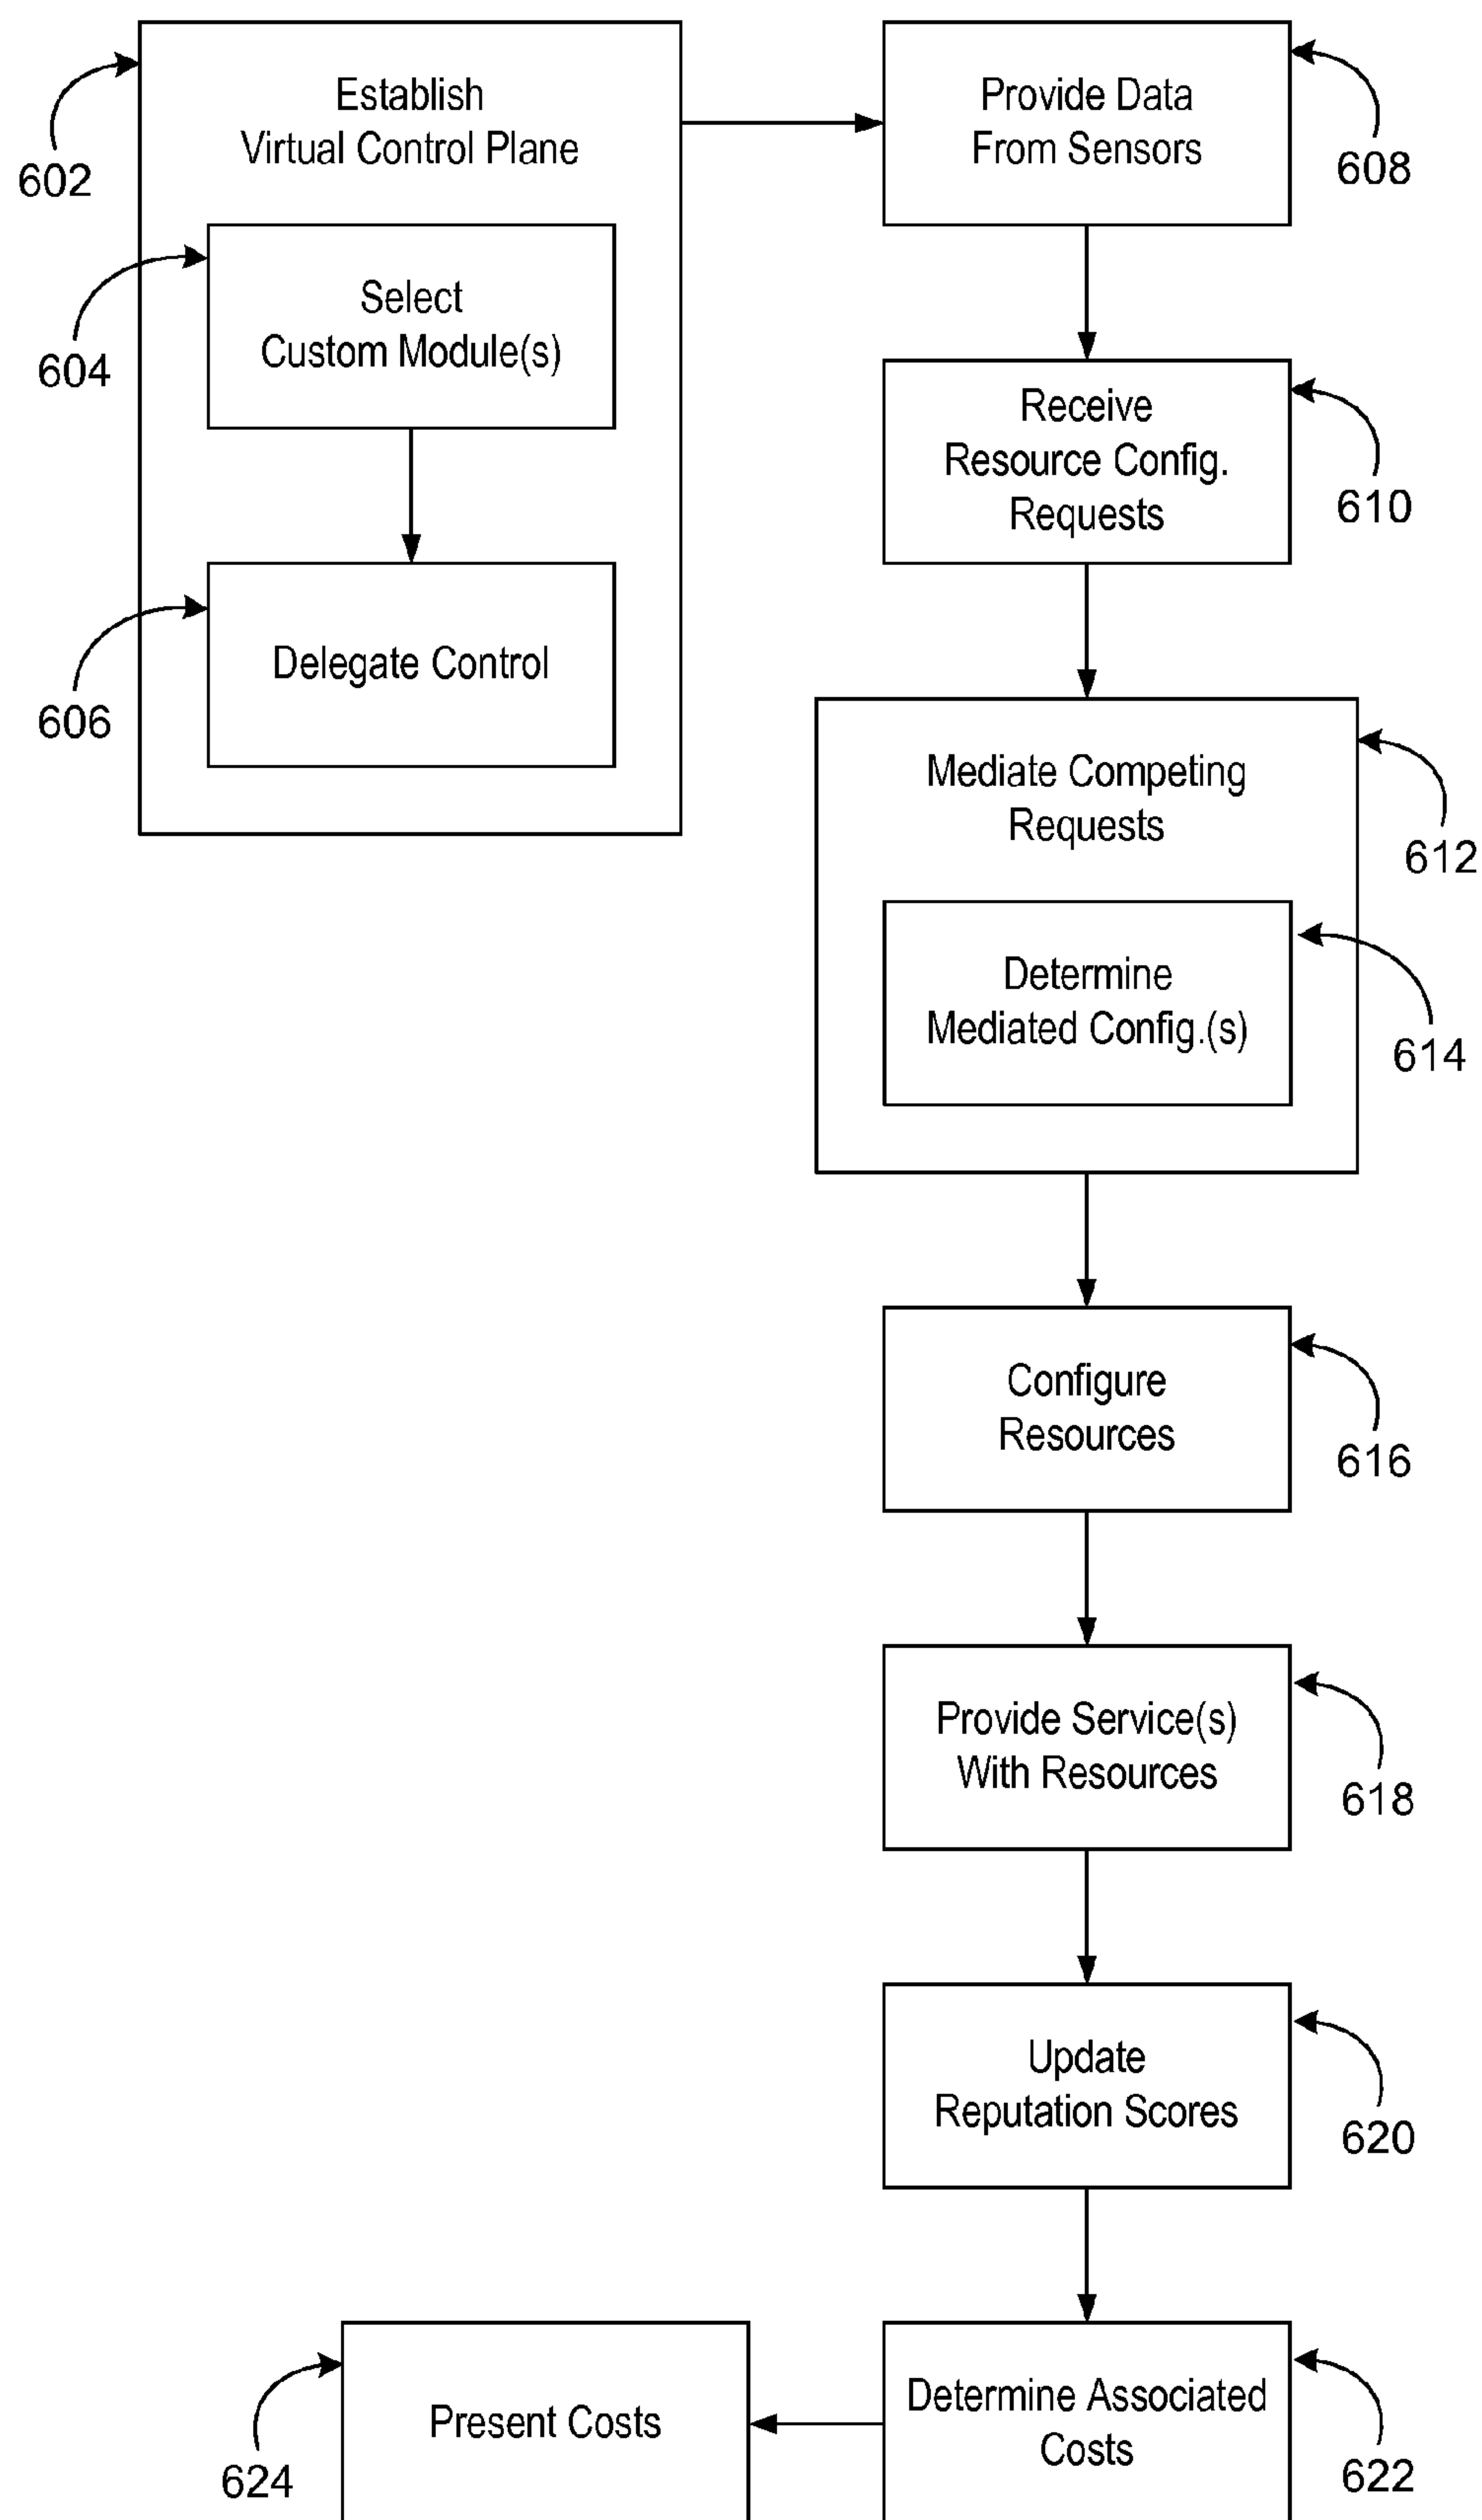 Establish
Virtual Control Plane
602
Select
Custom Module(s)
604
Delegate Control
606
Provide Data
From Sensors
608
Receive
Resource Config.
Requests
610
Mediate Competing
Requests
612
Determine
Mediated Config.(s)
614
Configure
Resources
616
Provide Service(s)
With Resources
618
Update
Reputation Scores
620
Determine Associated
Costs
622
Present Costs
624